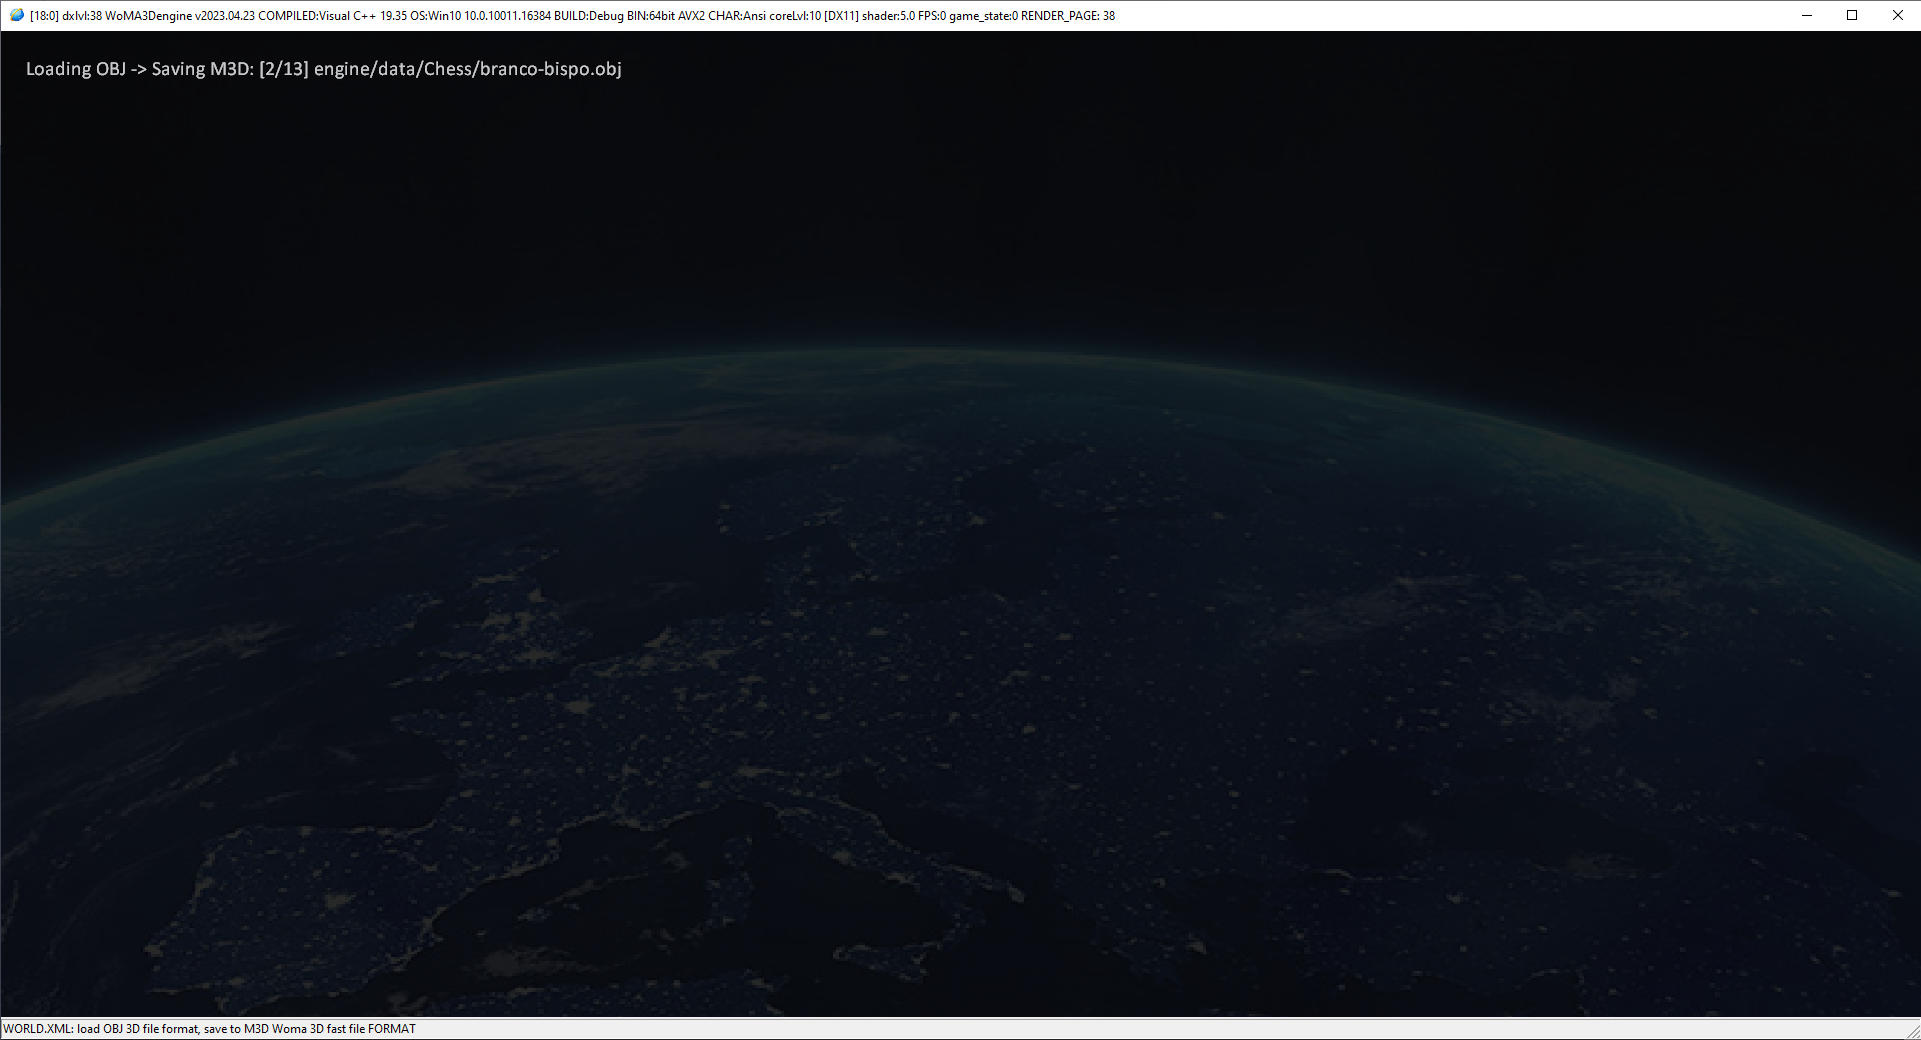 [18:0] dxlvl:38 WoMA3Dengine v2023.04.23 COMPILED:Visual C++ 19.35 OS:Win10 10.0.10011.16384 BUILD:Debug BIN:64bit AVX2 CHAR:Ansi coreLvl:10 [DX11] shader:5.0 FPS:0 game_state:0 RENDER_PAGE: 38
Loading OBJ -> Saving M3D: [2/13] engine/data/Chess/branco-bispo.obj
WORLD.XML: load OBJ 3D file format, save to M3D Woma 3D fast file FORMAT